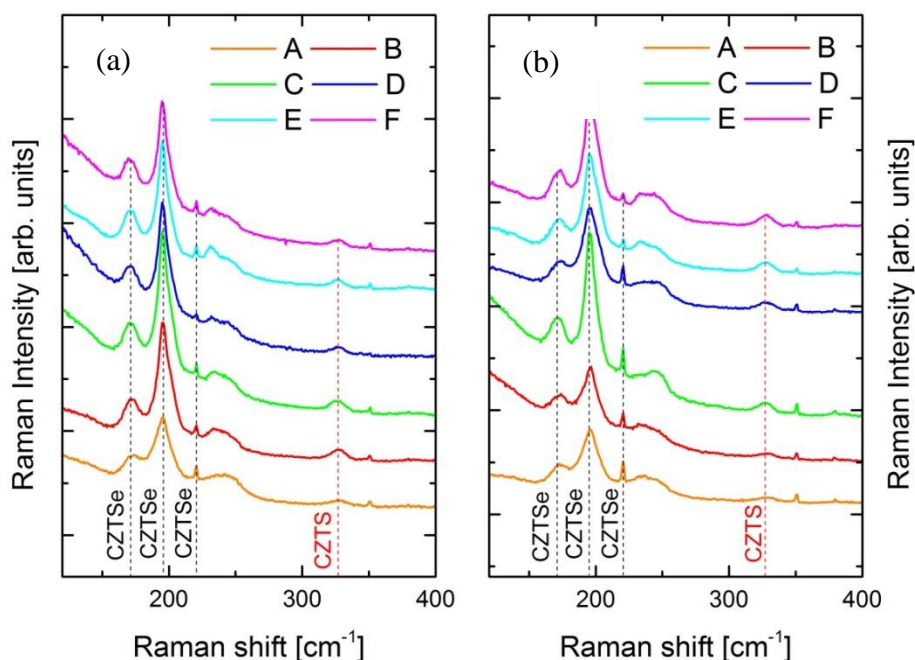 (a)
A B
C D
E F
Raman Intensity [arb. units]
CZTSe
CZTSe
CZTSe
CZTS
200 300 400
Raman shift [cm⁻¹]
(b)
A B
C D
E F
CZTSe
CZTSe
CZTSe
CZTS
200 300 400
Raman shift [cm⁻¹]
Raman Intensity [arb. units]